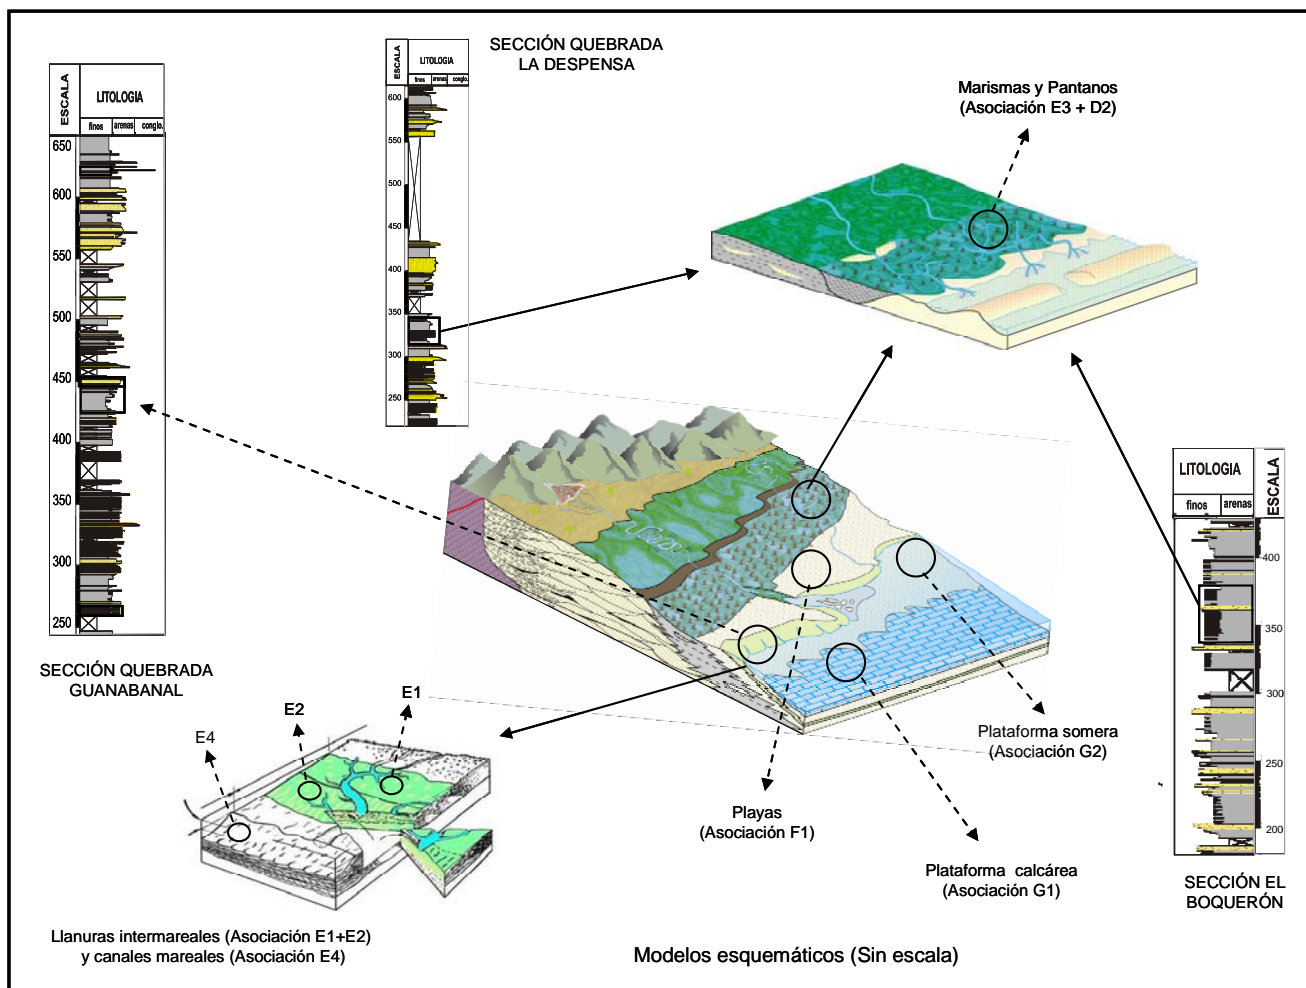 SECCIÓN QUEBRADA
LA DESPENSA
ESCALA
LITOLOGIA
finos
arenas
conglo.
600
550
500
450
400
350
300
250
ESCALA
LITOLOGIA
finos
arenas
conglo.
650
600
550
500
450
400
350
300
250
SECCIÓN QUEBRADA
GUANABANAL
Marismas y Pantanos
(Asociación E3 + D2)
LITOLOGIA
ESCALA
finos
arenas
400
350
300
250
200
SECCIÓN EL
BOQUERÓN
E1
E2
E4
Plataforma somera
(Asociación G2)
Playas
(Asociación F1)
Plataforma calcárea
(Asociación G1)
Llanuras intermareales (Asociación E1+E2)
y canales mareales (Asociación E4)
Modelos esquemáticos (Sin escala)